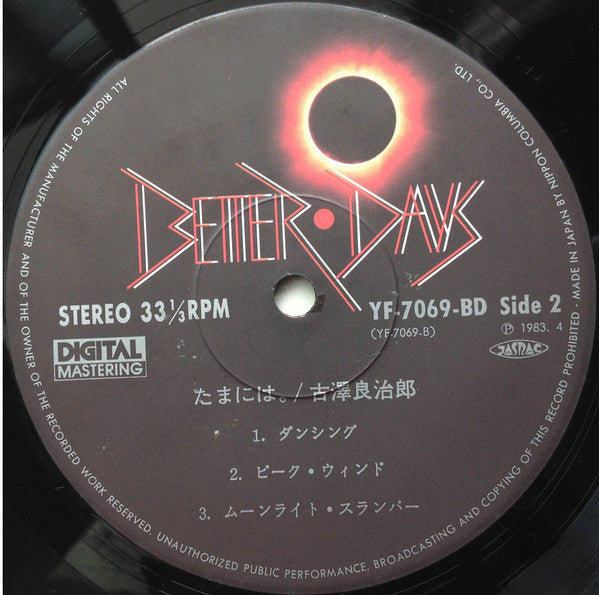 BETTER・DAYS
STEREO 33 1/3 RPM
YF-7069-BD Side 2
(YF-7069-B)
Ⓟ 1983. 4
DIGITAL
MASTERING
JASRAC
たまには。/ 古澤良治郎
1. ダンシング
2. ピーク・ウィンド
3. ムーンライト・スランバー
ALL RIGHTS OF THE MANUFACTURER AND OF THE OWNER OF THE RECORDED WORK RESERVED. UNAUTHORIZED PUBLIC PERFORMANCE, BROADCASTING AND COPYING OF THIS RECORD PROHIBITED · MADE IN JAPAN BY NIPPON COLUMBIA CO., LTD.